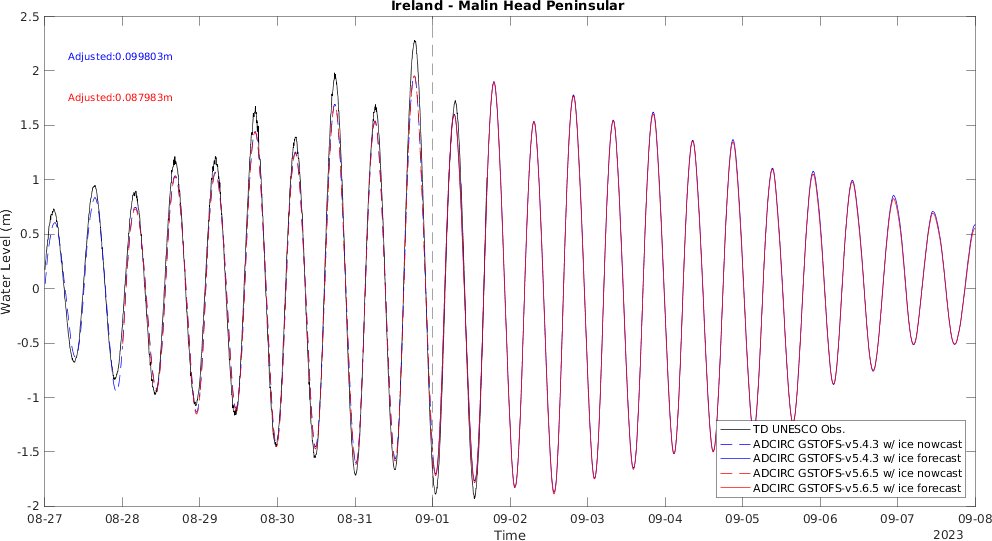 Ireland - Malin Head Peninsular
2.5
2
1.5
1
0.5
0
-0.5
-1
-1.5
-2
Water Level (m)
Adjusted:0.099803m
Adjusted:0.087983m
TD UNESCO Obs.
ADCIRC GSTOFS-v5.4.3 w/ ice nowcast
ADCIRC GSTOFS-v5.4.3 w/ ice forecast
ADCIRC GSTOFS-v5.6.5 w/ ice nowcast
ADCIRC GSTOFS-v5.6.5 w/ ice forecast
08-27 08-28 08-29 08-30 08-31 09-01 09-02 09-03 09-04 09-05 09-06 09-07 09-08
Time
2023